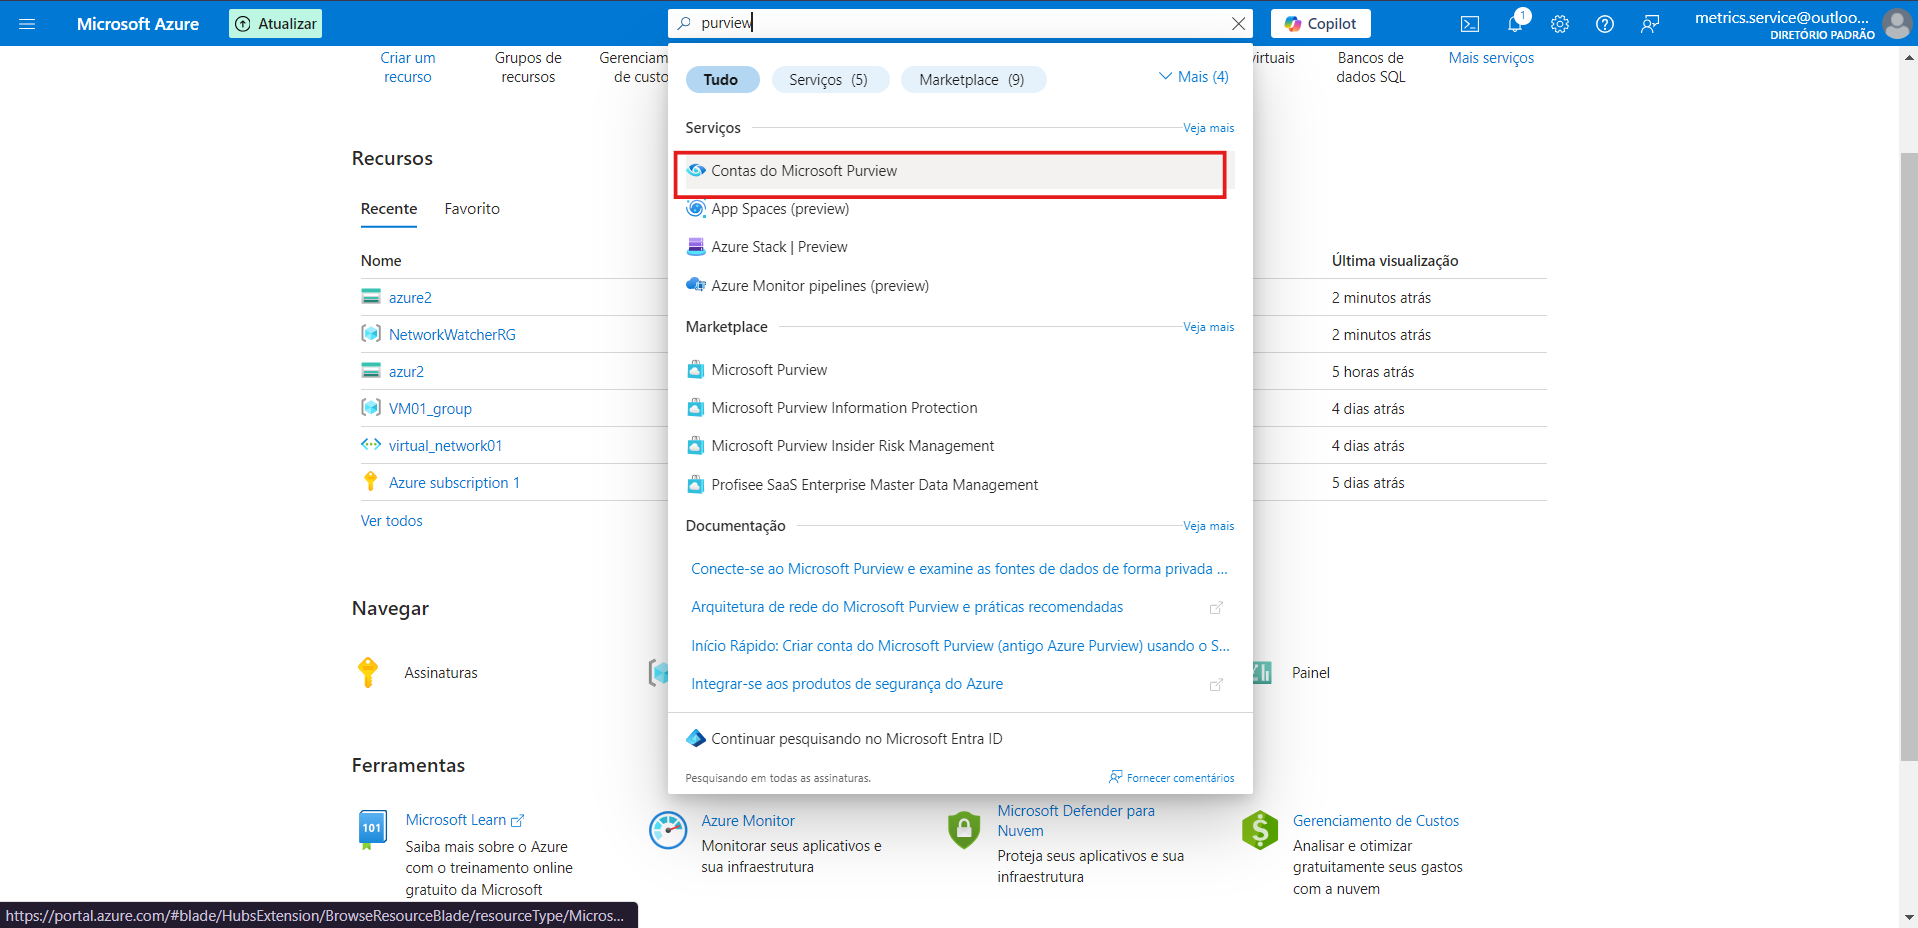 Microsoft Azure
Atualizar
purview
Copilot
1
metrics.service@outloo...
DIRETÓRIO PADRÃO
Criar um
recurso
Grupos de
recursos
Gerenciam
de custo
virtuais
Bancos de
dados SQL
Mais serviços
Tudo
Serviços (5)
Marketplace (9)
Mais (4)
Serviços
Veja mais
Contas do Microsoft Purview
App Spaces (preview)
Azure Stack | Preview
Azure Monitor pipelines (preview)
Marketplace
Veja mais
Microsoft Purview
Microsoft Purview Information Protection
Microsoft Purview Insider Risk Management
Profisee SaaS Enterprise Master Data Management
Documentação
Veja mais
Conecte-se ao Microsoft Purview e examine as fontes de dados de forma privada ...
Arquitetura de rede do Microsoft Purview e práticas recomendadas
Início Rápido: Criar conta do Microsoft Purview (antigo Azure Purview) usando o S...
Integrar-se aos produtos de segurança do Azure
Continuar pesquisando no Microsoft Entra ID
Pesquisando em todas as assinaturas.
Fornecer comentários
Recursos
Recente
Favorito
Nome
Última visualização
azure2
2 minutos atrás
NetworkWatcherRG
2 minutos atrás
azur2
5 horas atrás
VM01_group
4 dias atrás
virtual_network01
4 dias atrás
Azure subscription 1
5 dias atrás
Ver todos
Navegar
Assinaturas
Painel
Ferramentas
101
Microsoft Learn
Saiba mais sobre o Azure
com o treinamento online
gratuito da Microsoft
Azure Monitor
Monitorar seus aplicativos e
sua infraestrutura
Microsoft Defender para
Nuvem
Proteja seus aplicativos e sua
infraestrutura
Gerenciamento de Custos
Analisar e otimizar
gratuitamente seus gastos
com a nuvem
https://portal.azure.com/#blade/HubsExtension/BrowseResourceBlade/resourceType/Micros...